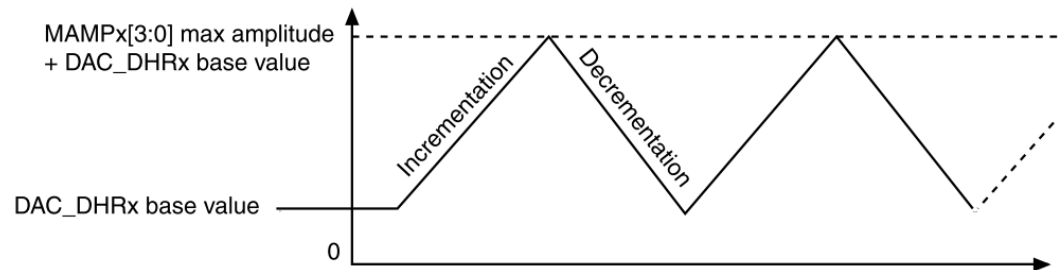 MAMPx[3:0] max amplitude
+ DAC_DHRx base value
Incrementation
Decrementation
DAC_DHRx base value
0